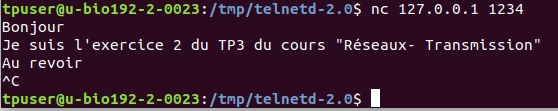 tpuser@u-bio192-2-0023:/tmp/telnetd-2.0$ nc 127.0.0.1 1234
Bonjour
Je suis l'exercice 2 du TP3 du cours "Réseaux- Transmission"
Au revoir
^C
tpuser@u-bio192-2-0023:/tmp/telnetd-2.0$